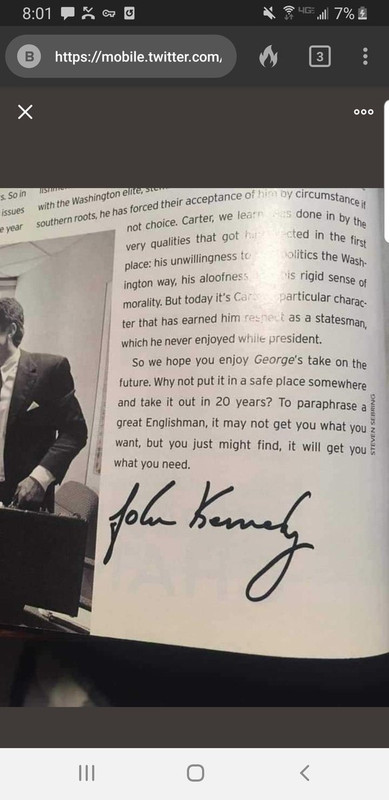 8:01
4G
7%
B
https://mobile.twitter.com,
3
s. So in
issues
e year
with the Washington elite,
southern roots, he has forced their acceptance of him by circumstance if
not choice. Carter, we learn done in by the
very qualities that got in the first
place: his unwillingness to politics the Wash-
ington way, his aloofness rigid sense of
morality. But today it's particular charac-
ter that has earned him respect as a statesman,
which he never enjoyed while president.
So we hope you enjoy George's take on the
future. Why not put it in a safe place somewhere
and take it out in 20 years? To paraphrase a
great Englishman, it may not get you what you
want, but you just might find, it will get you
what you need.
STEVEN SEBRING
John Kennedy